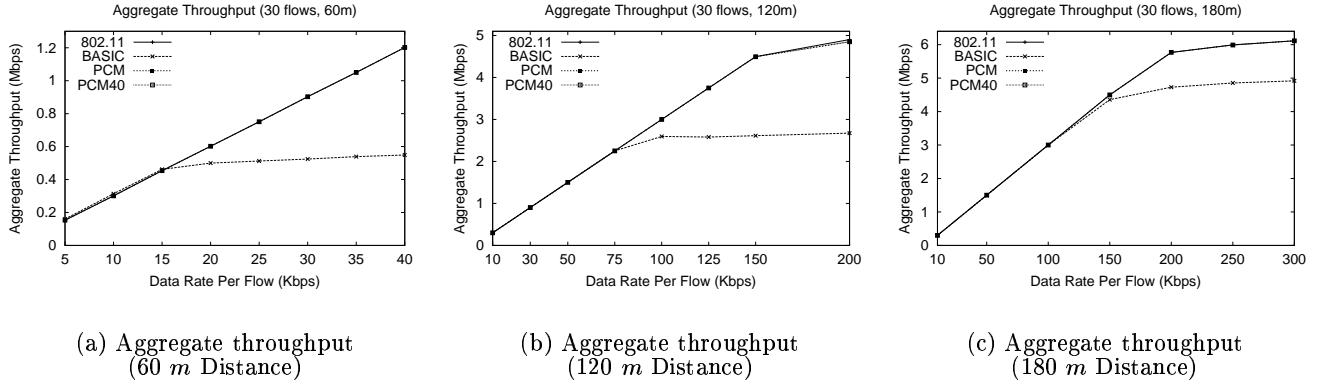 Aggregate Throughput (30 flows, 60m)
Aggregate Throughput (Mbps)
1.2
1
0.8
0.6
0.4
0.2
0
802.11
BASIC
PCM
PCM40
5 10 15 20 25 30 35 40
Data Rate Per Flow (Kbps)
(a) Aggregate throughput
(60 m Distance)
Aggregate Throughput (30 flows, 120m)
Aggregate Throughput (Mbps)
5
4
3
2
1
0
802.11
BASIC
PCM
PCM40
10 30 50 75 100 125 150 200
Data Rate Per Flow (Kbps)
(b) Aggregate throughput
(120 m Distance)
Aggregate Throughput (30 flows, 180m)
Aggregate Throughput (Mbps)
6
5
4
3
2
1
0
802.11
BASIC
PCM
PCM40
10 50 100 150 200 250 300
Data Rate Per Flow (Kbps)
(c) Aggregate throughput
(180 m Distance)